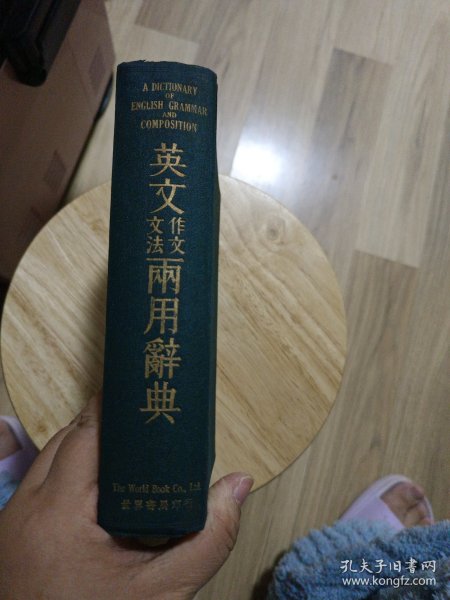 A DICTIONARY
OF
ENGLISH GRAMMAR
AND
COMPOSITION
英文
作文
文法
兩用辭典
The World Book Co., Ltd.
世界書局印行
孔夫子旧书网
www.kongfz.com